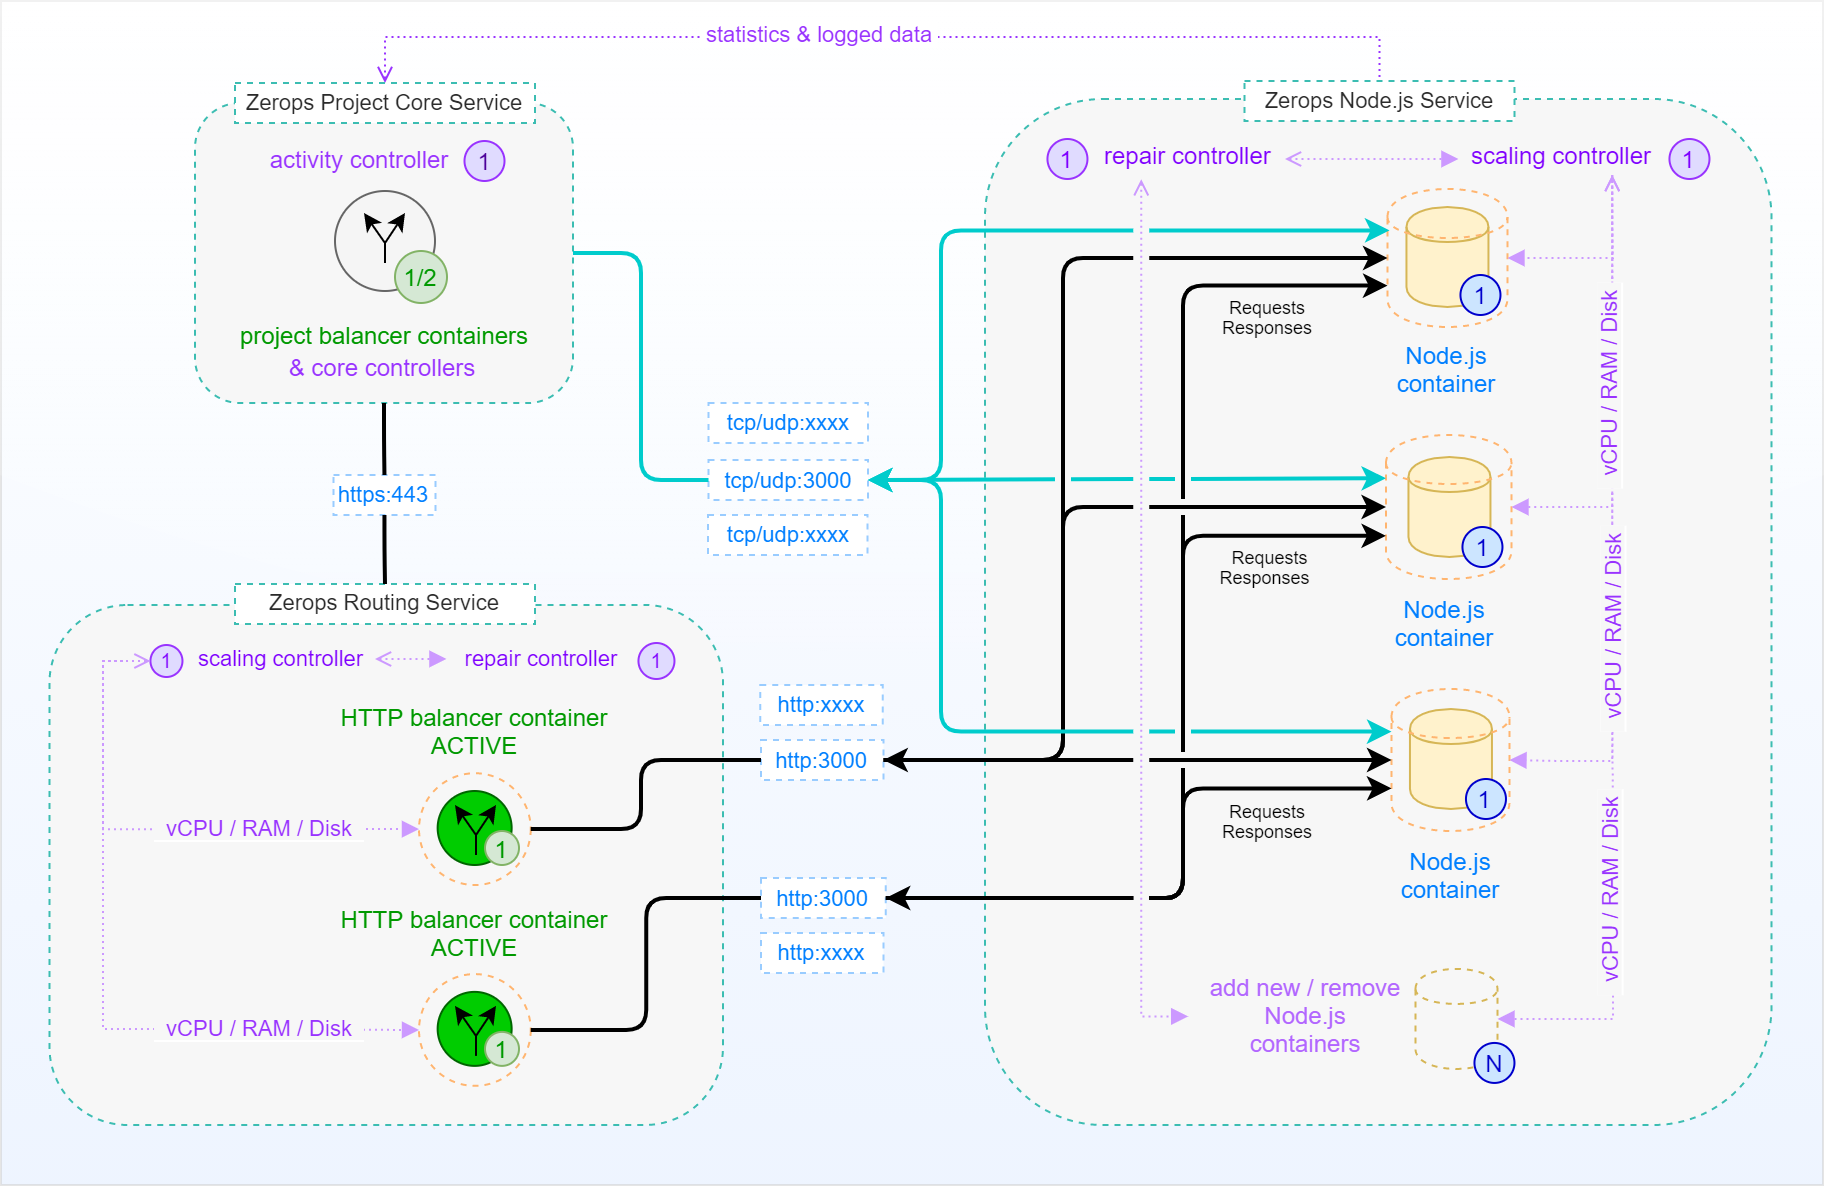 statistics & logged data
Zerops Project Core Service
activity controller
1
1/2
project balancer containers
& core controllers
https:443
Zerops Routing Service
1
scaling controller
repair controller
1
HTTP balancer container
ACTIVE
vCPU / RAM / Disk
1
HTTP balancer container
ACTIVE
vCPU / RAM / Disk
1
tcp/udp:xxxx
tcp/udp:3000
tcp/udp:xxxx
http:xxxx
http:3000
http:3000
http:xxxx
Zerops Node.js Service
1
repair controller
scaling controller
1
Requests
Responses
1
Node.js
container
vCPU / RAM / Disk
Requests
Responses
1
Node.js
container
vCPU / RAM / Disk
Requests
Responses
1
Node.js
container
vCPU / RAM / Disk
add new / remove
Node.js
containers
N